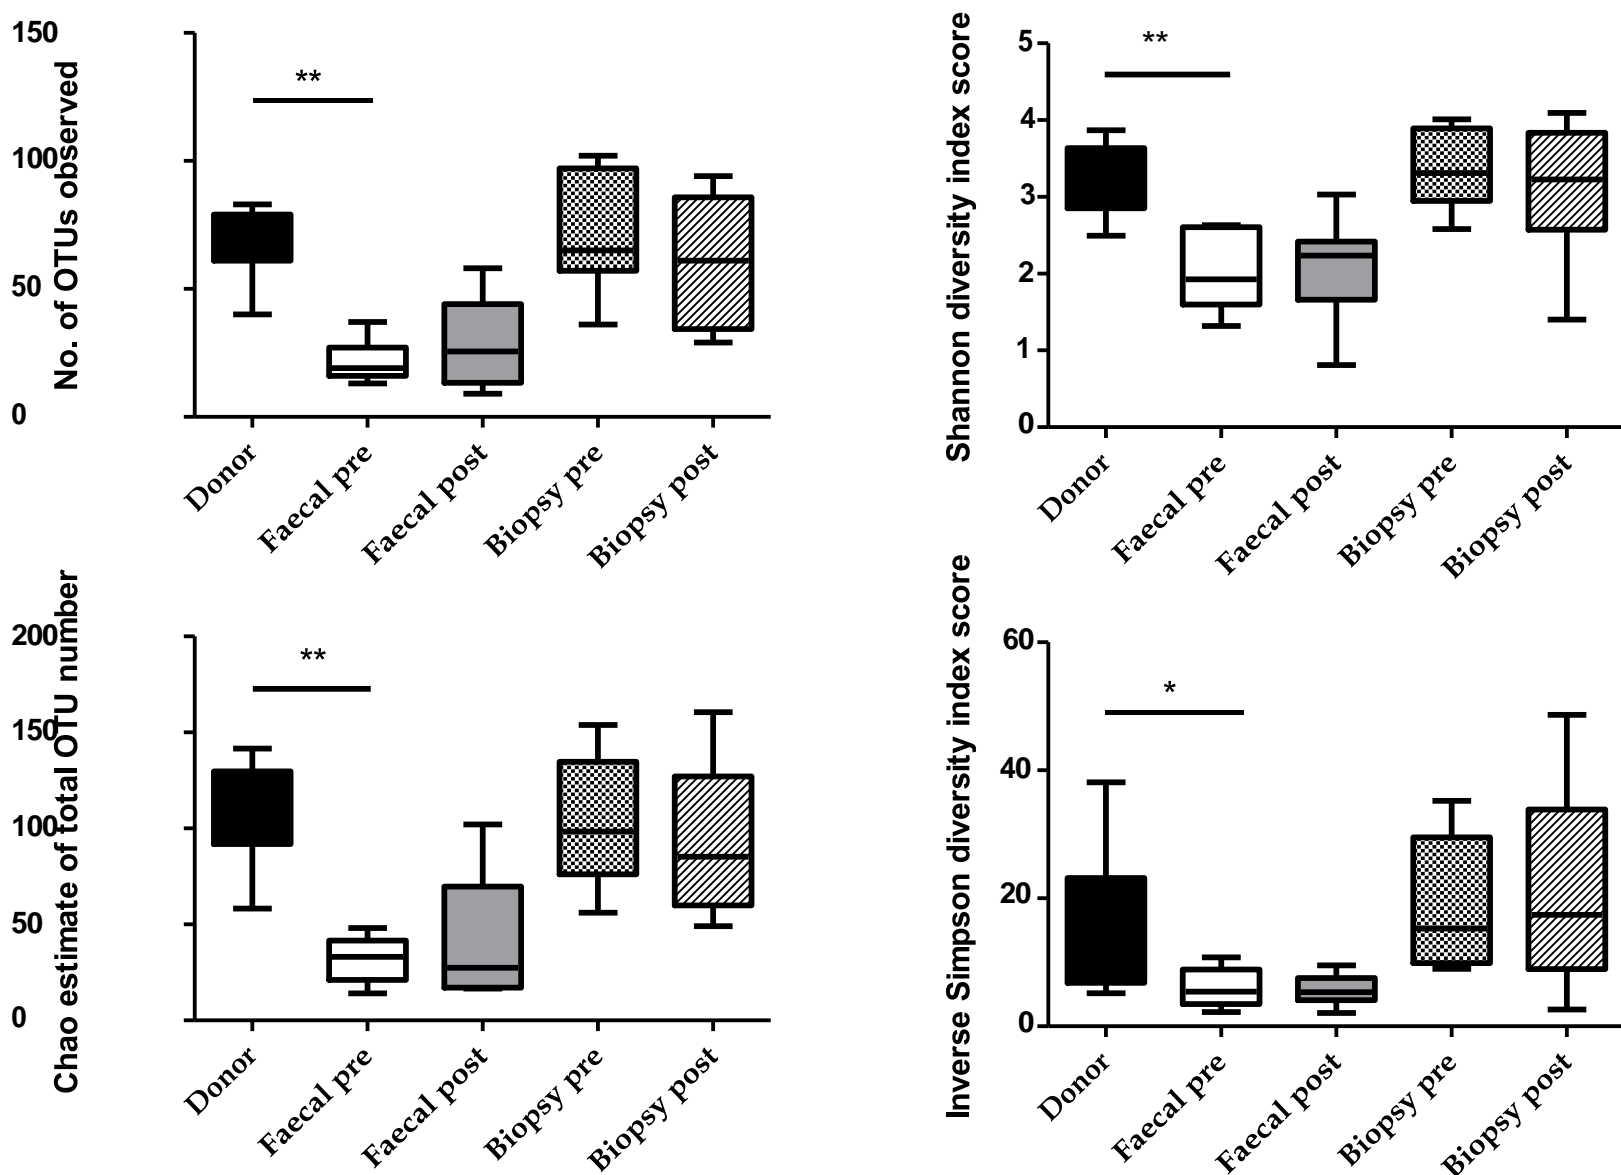 No. of OTUs observed
150
100
50
0
**
Donor
Faecal pre
Faecal post
Biopsy pre
Biopsy post
Shannon diversity index score
5
4
3
2
1
0
**
Donor
Faecal pre
Faecal post
Biopsy pre
Biopsy post
Chao estimate of total OTU number
200
150
100
50
0
**
Donor
Faecal pre
Faecal post
Biopsy pre
Biopsy post
Inverse Simpson diversity index score
60
40
20
0
*
Donor
Faecal pre
Faecal post
Biopsy pre
Biopsy post